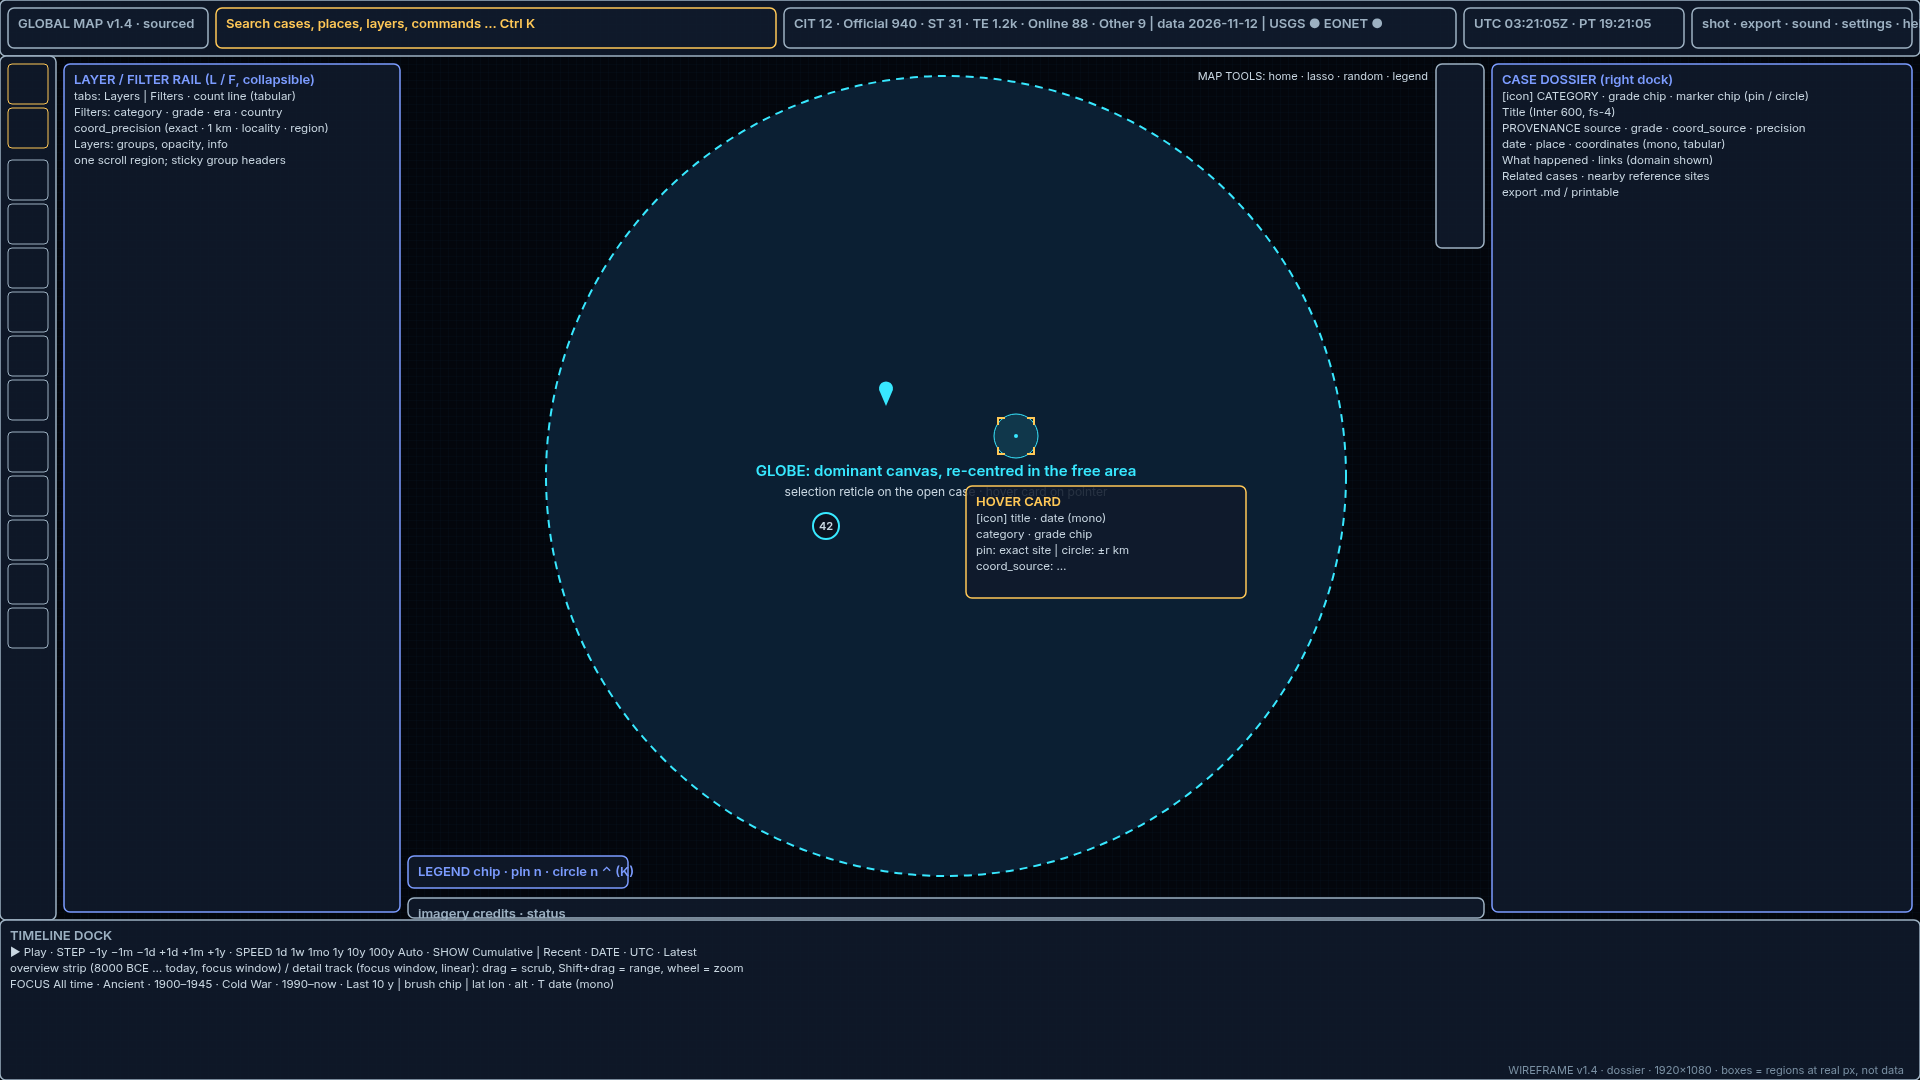 GLOBAL MAP v1.4 · sourced
Search cases, places, layers, commands ... Ctrl K
CIT 12 · Official 940 · ST 31 · TE 1.2k · Online 88 · Other 9 | data 2026-11-12 | USGS ● EONET ●
UTC 03:21:05Z · PT 19:21:05
shot · export · sound · settings · he
LAYER / FILTER RAIL (L / F, collapsible)
tabs: Layers | Filters · count line (tabular)
Filters: category · grade · era · country
coord_precision (exact · 1 km · locality · region)
Layers: groups, opacity, info
one scroll region; sticky group headers
MAP TOOLS: home · lasso · random · legend
CASE DOSSIER (right dock)
[icon] CATEGORY · grade chip · marker chip (pin / circle)
Title (Inter 600, fs-4)
PROVENANCE source · grade · coord_source · precision
date · place · coordinates (mono, tabular)
What happened · links (domain shown)
Related cases · nearby reference sites
export .md / printable
GLOBE: dominant canvas, re-centred in the free area
selection reticle on the open case · hover card on pointer
HOVER CARD
[icon] title · date (mono)
category · grade chip
pin: exact site | circle: ±r km
coord_source: ...
42
LEGEND chip · pin n · circle n ^ (K)
imagery credits · status
TIMELINE DOCK
▶ Play · STEP −1y −1m −1d +1d +1m +1y · SPEED 1d 1w 1mo 1y 10y 100y Auto · SHOW Cumulative | Recent · DATE · UTC · Latest
overview strip (8000 BCE ... today, focus window) / detail track (focus window, linear): drag = scrub, Shift+drag = range, wheel = zoom
FOCUS All time · Ancient · 1900–1945 · Cold War · 1990–now · Last 10 y | brush chip | lat lon · alt · T date (mono)
WIREFRAME v1.4 · dossier · 1920×1080 · boxes = regions at real px, not data